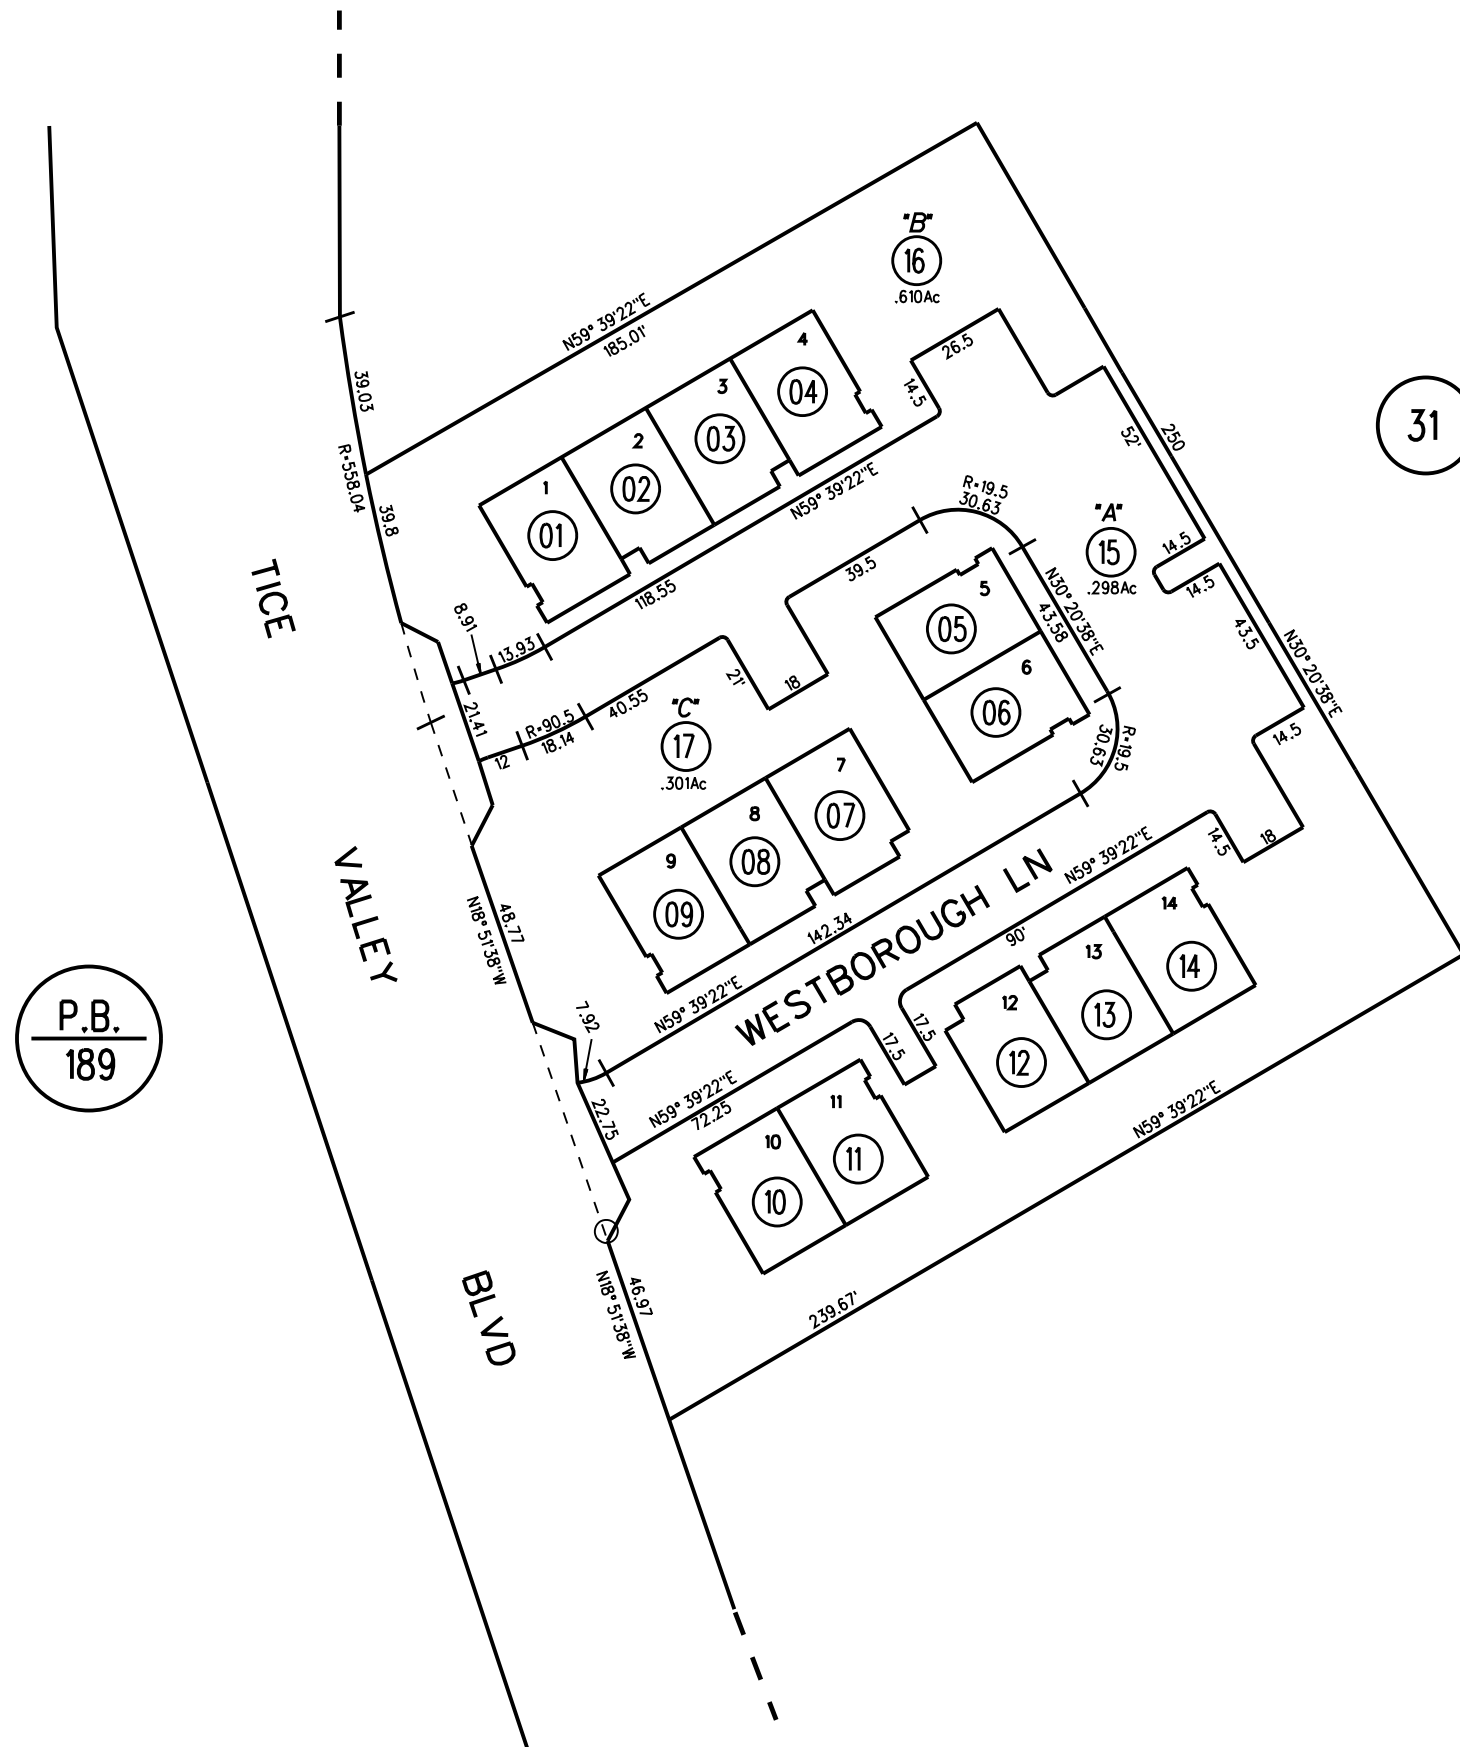 "B"
16
.610Ac
N59° 39'22"E
185.01'
4
04
3
03
2
02
1
01
26.5
14.5
N59° 39'22"E
118.55
39.03
R=558.04
39.8
250
52'
31
R=19.5
30.63
"A"
15
.298Ac
14.5
14.5
43.5
N30° 20'38"E
N30° 20'38"E
43.58
39.5
5
05
6
06
TICE
VALLEY
BLVD
8.91
13.93
21.41
12
R=90.5
18.14
40.55
21'
18
"C"
17
.301Ac
7
07
8
08
9
09
R=19.5
30.63
14.5
18
14.5
N59° 39'22"E
90'
142.34
N59° 39'22"E
WESTBOROUGH LN
48.77
N18° 51'38"W
7.92
22.75
N59° 39'22"E
72.25
17.5
17.5
14
14
13
13
12
12
11
11
10
10
P.B.
189
N59° 39'22"E
239.67'
46.97
N18° 51'38"W